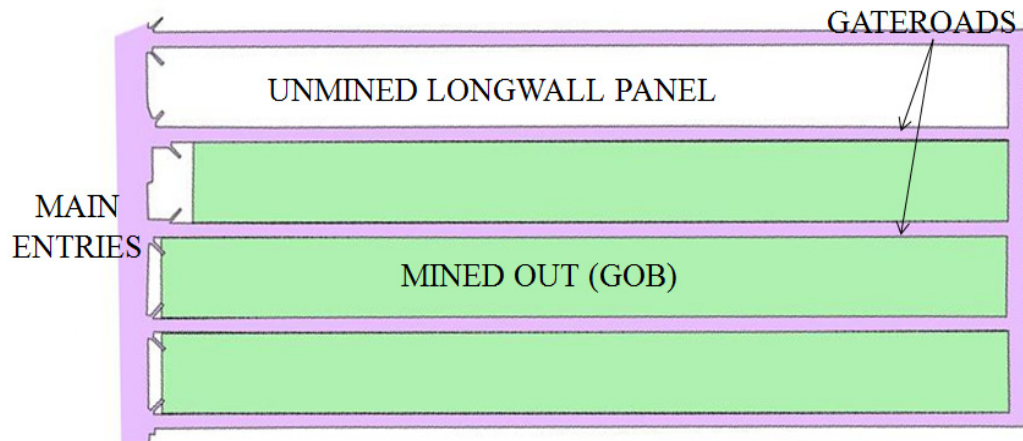 GATEROADS
UNMINED LONGWALL PANEL
MAIN
ENTRIES
MINED OUT (GOB)